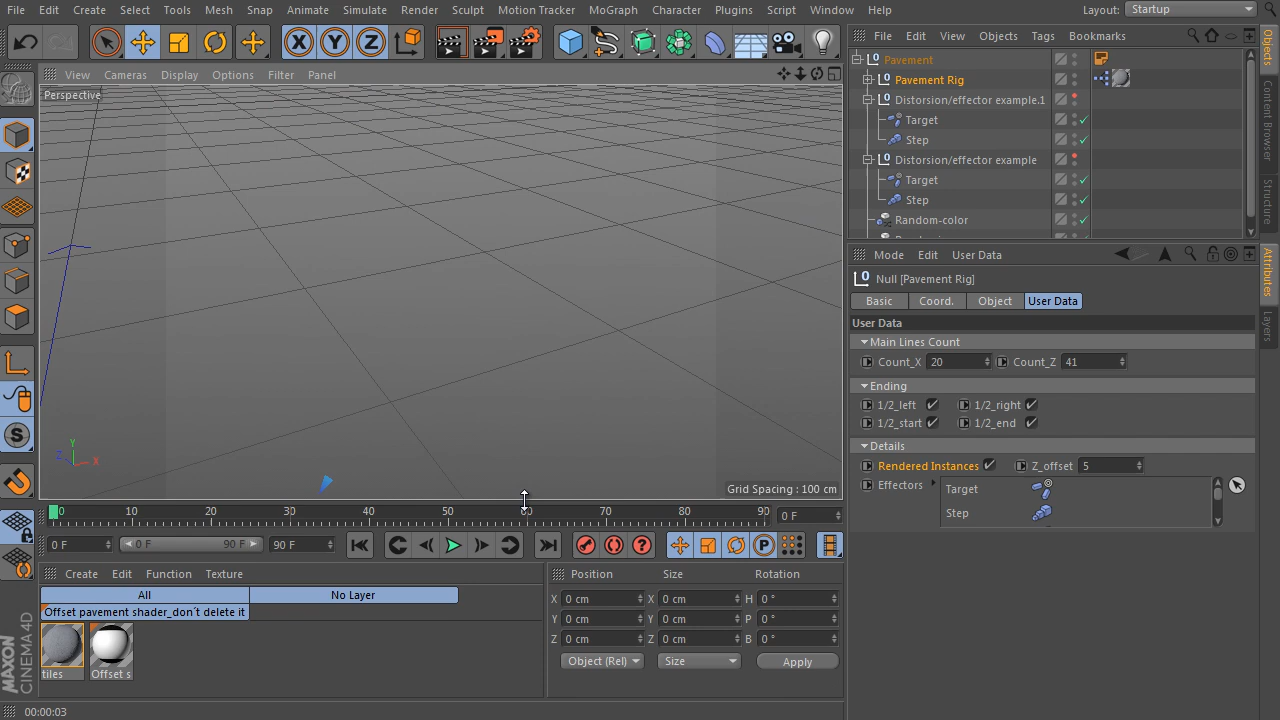 File Edit Create Select Tools Mesh Snap Animate Simulate Render Sculpt Motion Tracker MoGraph Character Plugins Script Window Help Layout: Startup
X Y Z
File Edit View Objects Tags Bookmarks
View Cameras Display Options Filter Panel
Perspective
Pavement
Pavement Rig
Distorsion/effector example.1
Target
Step
Distorsion/effector example
Target
Step
Random-color
Objects
Content Browser
Structure
Mode Edit User Data
Null [Pavement Rig]
Basic Coord. Object User Data
User Data
Main Lines Count
Count_X 20 Count_Z 41
Ending
1/2_left 1/2_right
1/2_start 1/2_end
Details
Rendered Instances Z_offset 5
Effectors Target
Step
Attributes
Layers
Y
Z X
Grid Spacing : 100 cm
0 10 20 30 40 50 60 70 80 90 0 F
0 F 0 F 90 F 90 F
P
Create Edit Function Texture
All No Layer
Offset pavement shader_don´t delete it
tiles Offset s
Position Size Rotation
X 0 cm X 0 cm H 0 °
Y 0 cm Y 0 cm P 0 °
Z 0 cm Z 0 cm B 0 °
Object (Rel) Size Apply
MAXON
CINEMA 4D
00:00:03